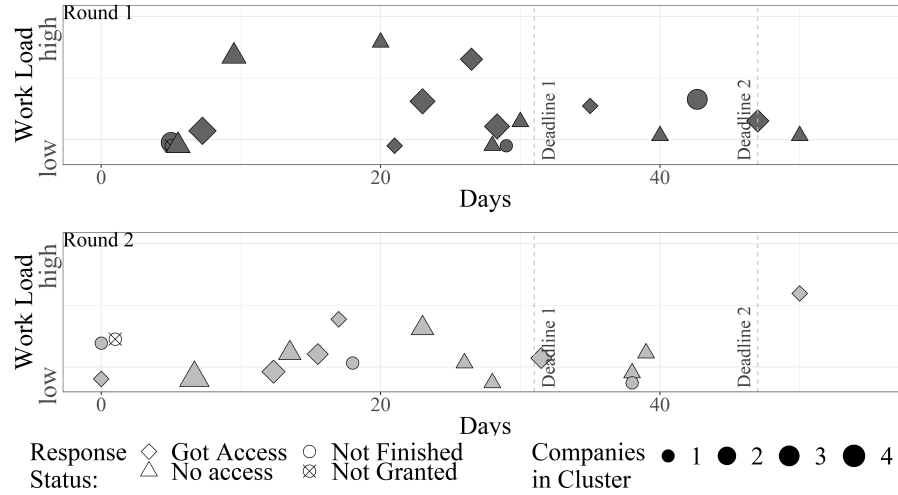 Round 1
high
Work Load
low
Deadline 1
Deadline 2
0 20 40
Days
Round 2
high
Work Load
low
Deadline 1
Deadline 2
0 20 40
Days
Response Status:
Got Access
Not Finished
No access
Not Granted
Companies in Cluster
1 2 3 4